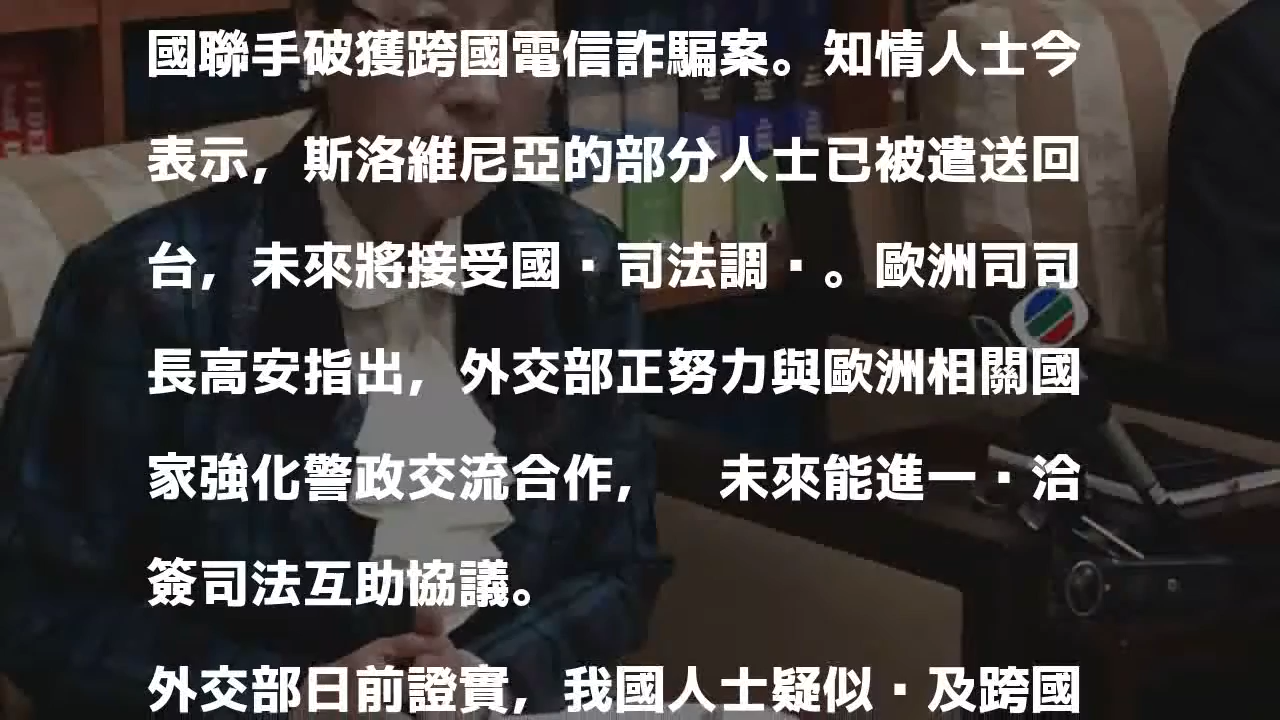 國聯手破獲跨國電信詐騙案。知情人士今
表示，斯洛維尼亞的部分人士已被遣送回
台，未來將接受國▪司法調▪。歐洲司司
長高安指出，外交部正努力與歐洲相關國
家強化警政交流合作，　未來能進一▪洽
簽司法互助協議。
外交部日前證實，我國人士疑似▪及跨國